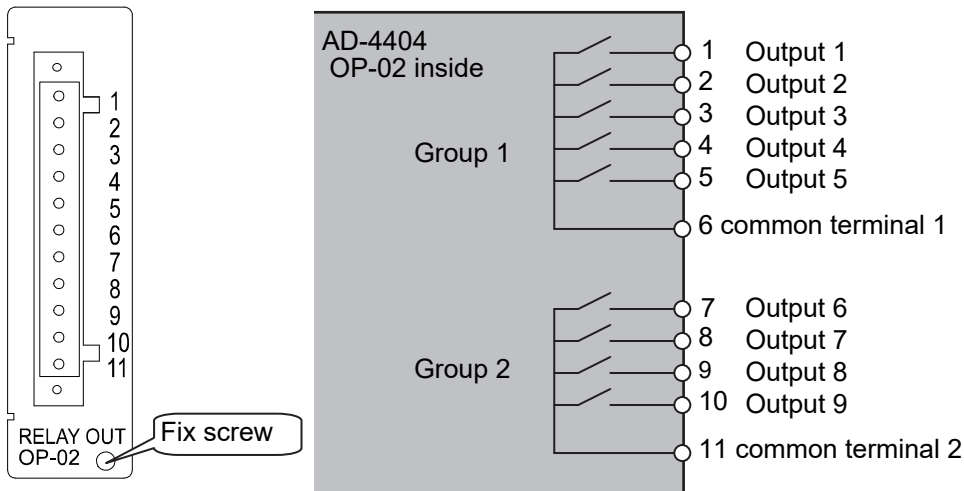 1
2
3
4
5
6
7
8
9
10
11
RELAY OUT
OP-02
Fix screw
AD-4404
OP-02 inside
Group 1
1 Output 1
2 Output 2
3 Output 3
4 Output 4
5 Output 5
6 common terminal 1
Group 2
7 Output 6
8 Output 7
9 Output 8
10 Output 9
11 common terminal 2